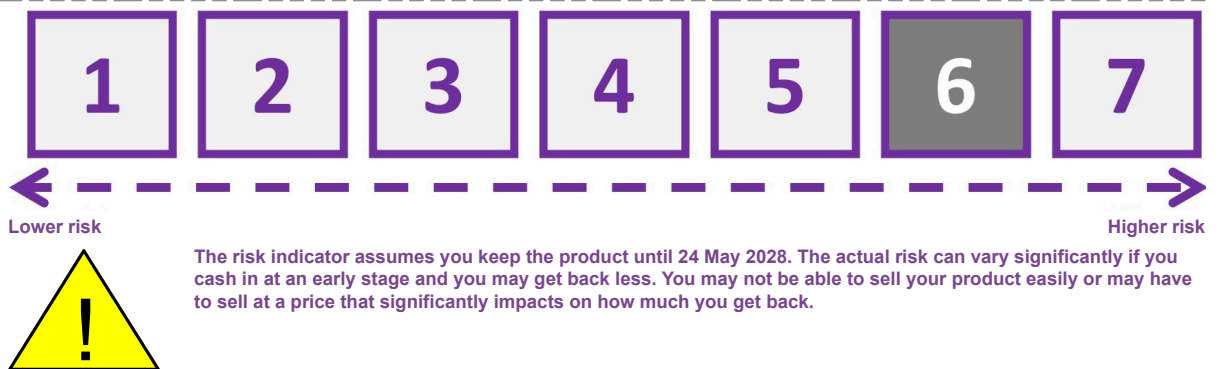 1 2 3 4 5 6 7
Lower risk Higher risk
!
The risk indicator assumes you keep the product until 24 May 2028. The actual risk can vary significantly if you
cash in at an early stage and you may get back less. You may not be able to sell your product easily or may have
to sell at a price that significantly impacts on how much you get back.